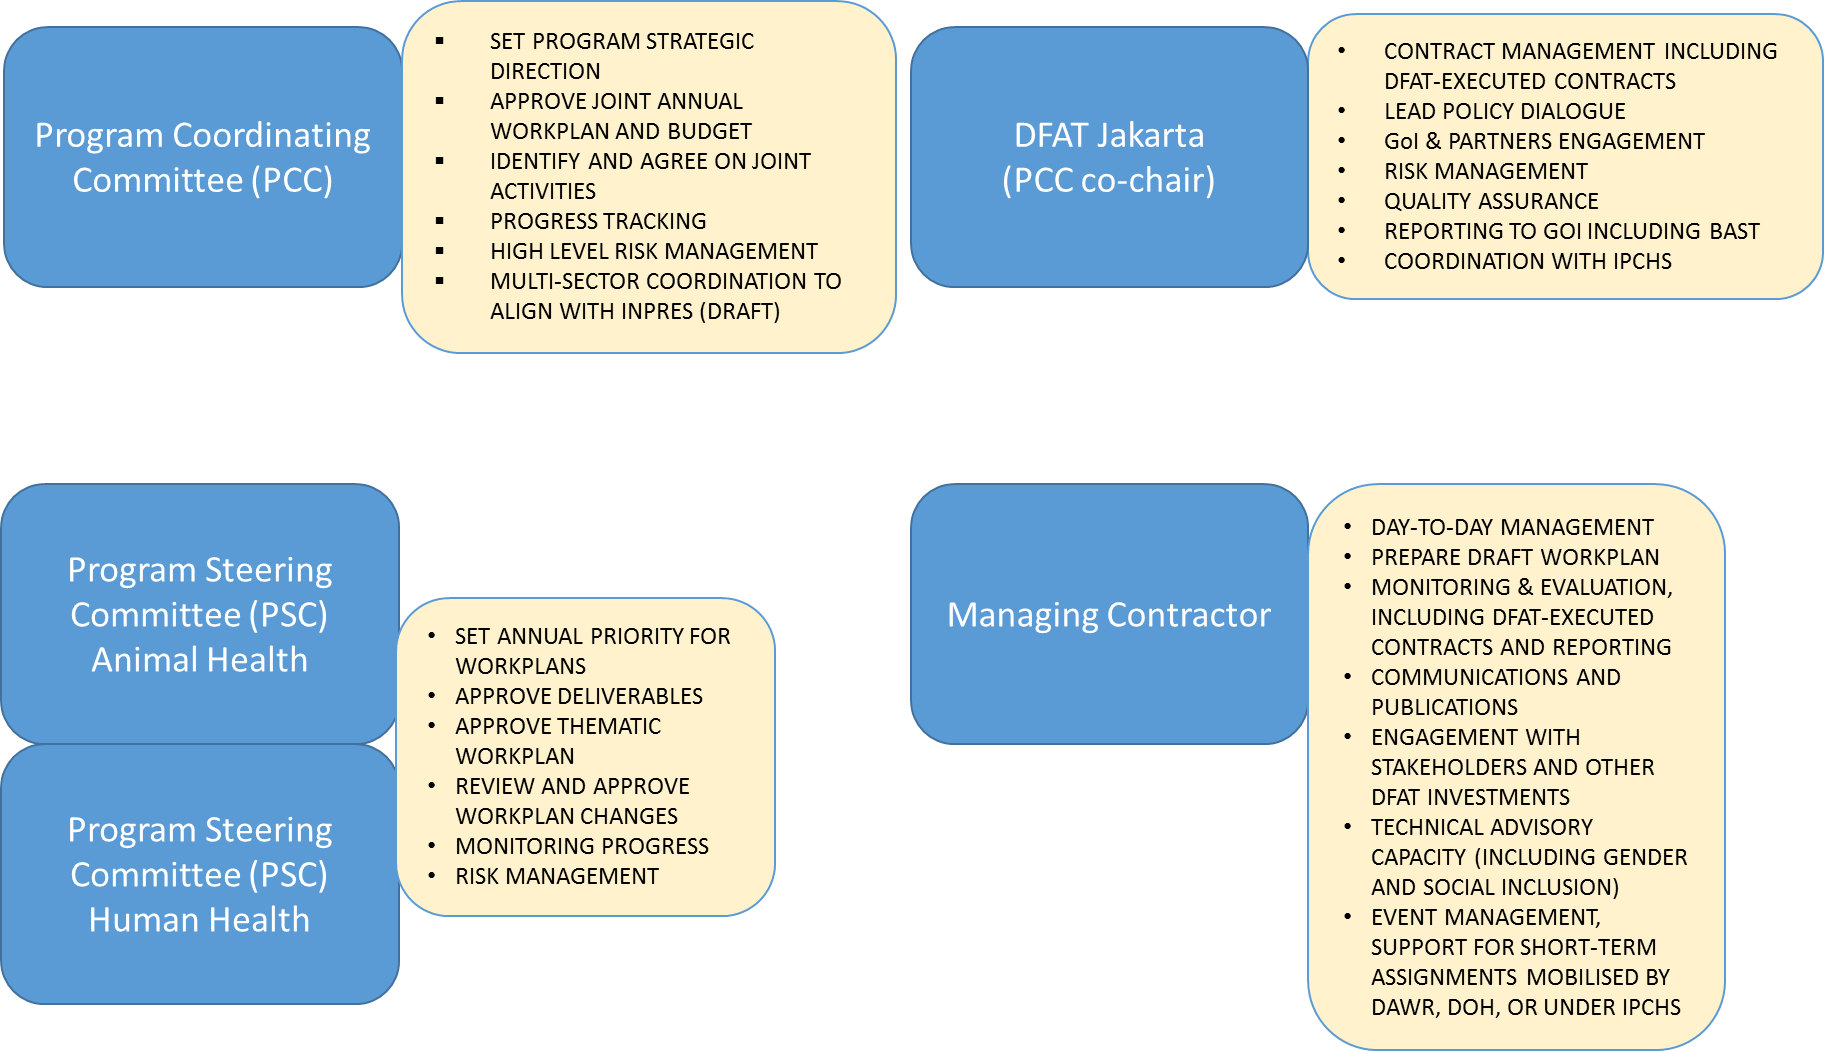 Program Coordinating
Committee (PCC)
▪ SET PROGRAM STRATEGIC
DIRECTION
▪ APPROVE JOINT ANNUAL
WORKPLAN AND BUDGET
▪ IDENTIFY AND AGREE ON JOINT
ACTIVITIES
▪ PROGRESS TRACKING
▪ HIGH LEVEL RISK MANAGEMENT
▪ MULTI-SECTOR COORDINATION TO
ALIGN WITH INPRES (DRAFT)
DFAT Jakarta
(PCC co-chair)
• CONTRACT MANAGEMENT INCLUDING
DFAT-EXECUTED CONTRACTS
• LEAD POLICY DIALOGUE
• GoI & PARTNERS ENGAGEMENT
• RISK MANAGEMENT
• QUALITY ASSURANCE
• REPORTING TO GOI INCLUDING BAST
• COORDINATION WITH IPCHS
Program Steering
Committee (PSC)
Animal Health
Program Steering
Committee (PSC)
Human Health
• SET ANNUAL PRIORITY FOR
WORKPLANS
• APPROVE DELIVERABLES
• APPROVE THEMATIC
WORKPLAN
• REVIEW AND APPROVE
WORKPLAN CHANGES
• MONITORING PROGRESS
• RISK MANAGEMENT
Managing Contractor
• DAY-TO-DAY MANAGEMENT
• PREPARE DRAFT WORKPLAN
• MONITORING & EVALUATION,
INCLUDING DFAT-EXECUTED
CONTRACTS AND REPORTING
• COMMUNICATIONS AND
PUBLICATIONS
• ENGAGEMENT WITH
STAKEHOLDERS AND OTHER
DFAT INVESTMENTS
• TECHNICAL ADVISORY
CAPACITY (INCLUDING GENDER
AND SOCIAL INCLUSION)
• EVENT MANAGEMENT,
SUPPORT FOR SHORT-TERM
ASSIGNMENTS MOBILISED BY
DAWR, DOH, OR UNDER IPCHS